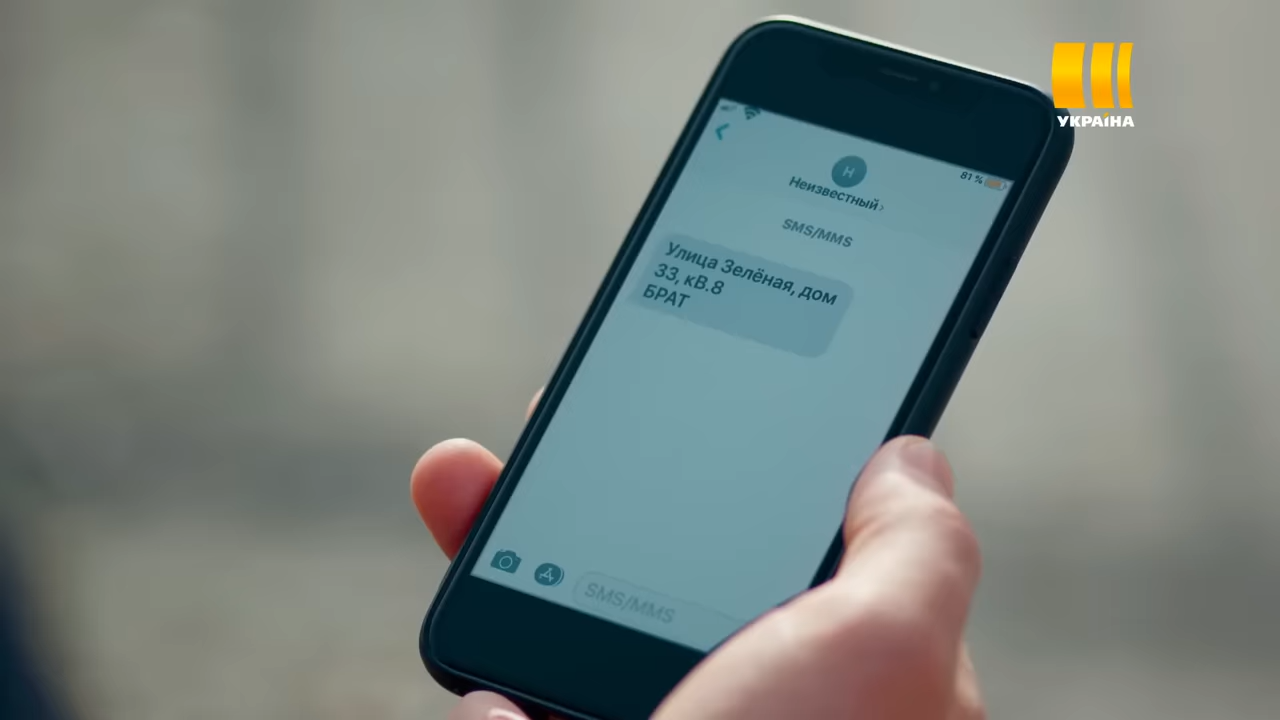 УКРАЇНА
81 %
Н
Неизвестный
SMS/MMS
Улица Зелёная, дом
33, кВ.8
БРАТ
SMS/MMS